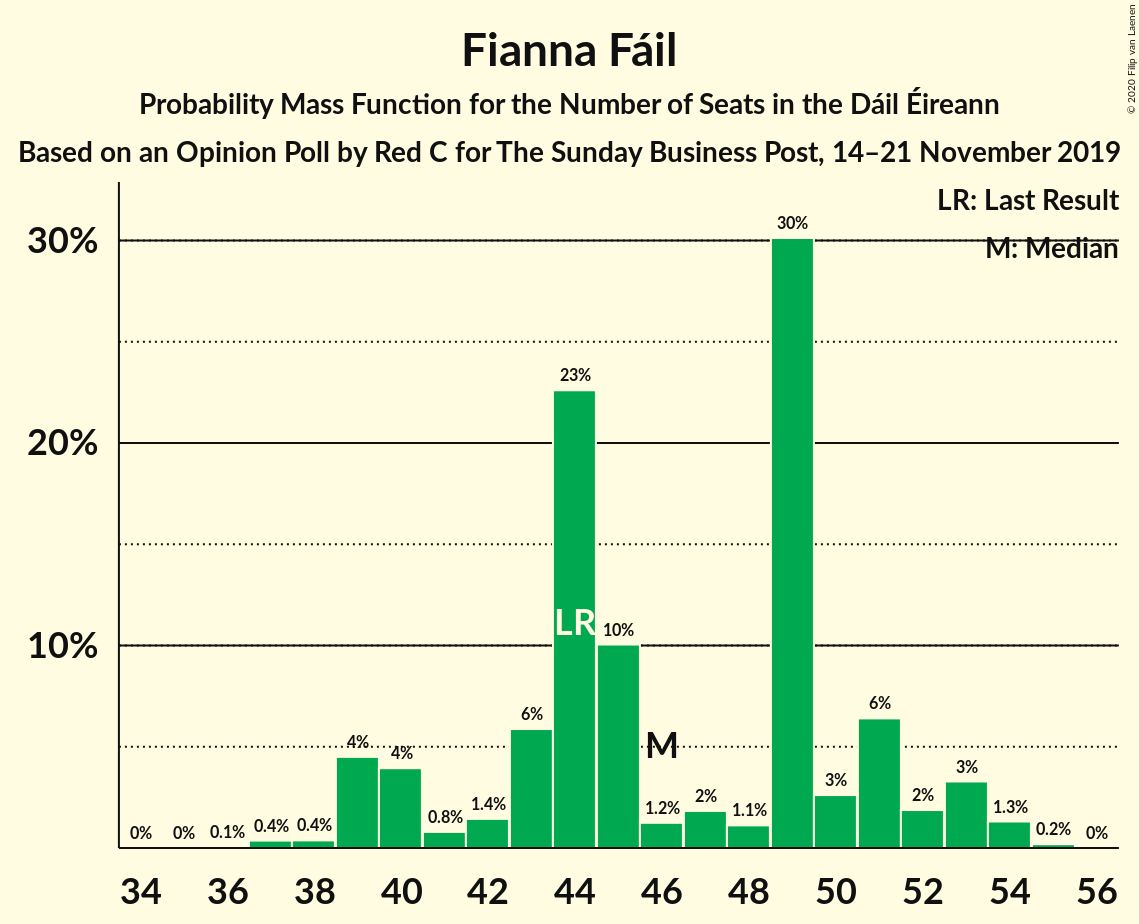 Fianna Fáil
Probability Mass Function for the Number of Seats in the Dáil Éireann
Based on an Opinion Poll by Red C for The Sunday Business Post, 14–21 November 2019
© 2020 Filip van Laenen
LR: Last Result
M: Median
30%
20%
10%
0%
0%
0.1%
0.4%
0.4%
4%
4%
0.8%
1.4%
6%
23%
10%
1.2%
2%
1.1%
30%
3%
6%
2%
3%
1.3%
0.2%
0%
LR
M
34 36 38 40 42 44 46 48 50 52 54 56